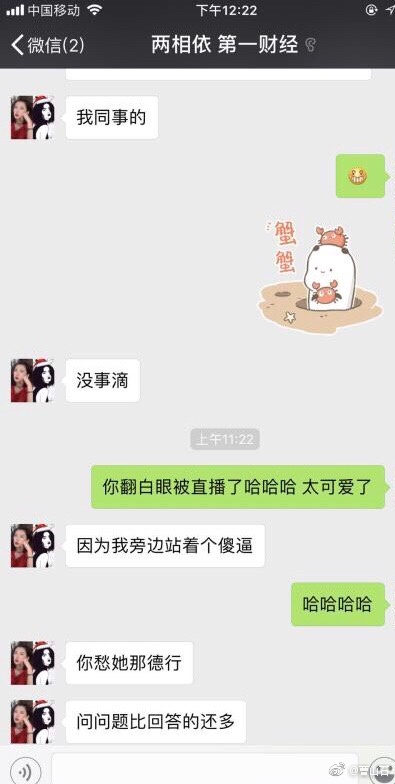 中国移动
下午12:22
微信(2)
两相依 第一财经
我同事的
蟹
蟹
没事滴
上午11:22
你翻白眼被直播了哈哈哈 太可爱了
因为我旁边站着个傻逼
哈哈哈哈
你愁她那德行
问问题比回答的还多